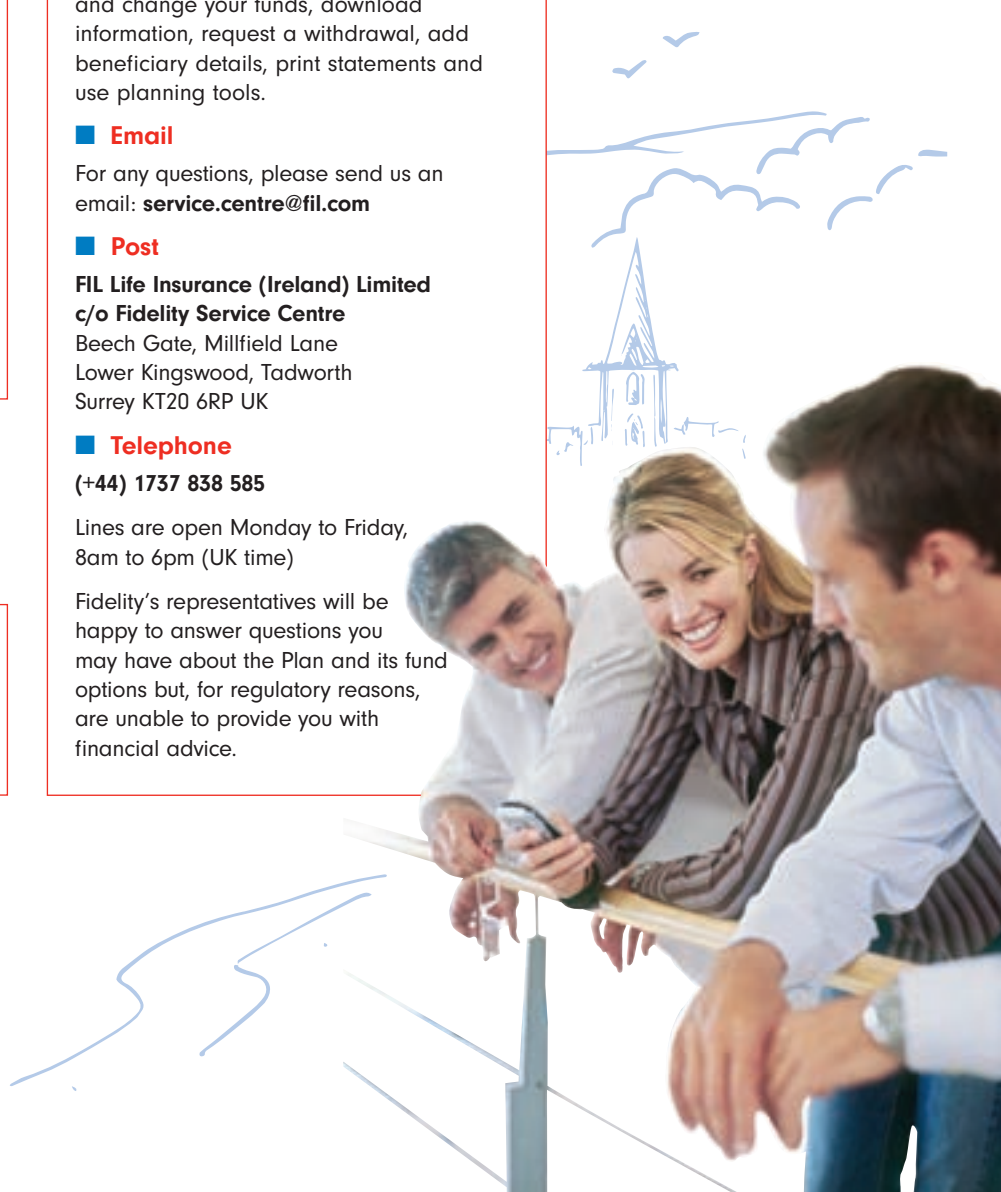 and change your funds, download
information, request a withdrawal, add
beneficiary details, print statements and
use planning tools.
Email
For any questions, please send us an
email: service.centre@fil.com
Post
FIL Life Insurance (Ireland) Limited
c/o Fidelity Service Centre
Beech Gate, Millfield Lane
Lower Kingswood, Tadworth
Surrey KT20 6RP UK
Telephone
(+44) 1737 838 585
Lines are open Monday to Friday,
8am to 6pm (UK time)
Fidelity's representatives will be
happy to answer questions you
may have about the Plan and its fund
options but, for regulatory reasons,
are unable to provide you with
financial advice.